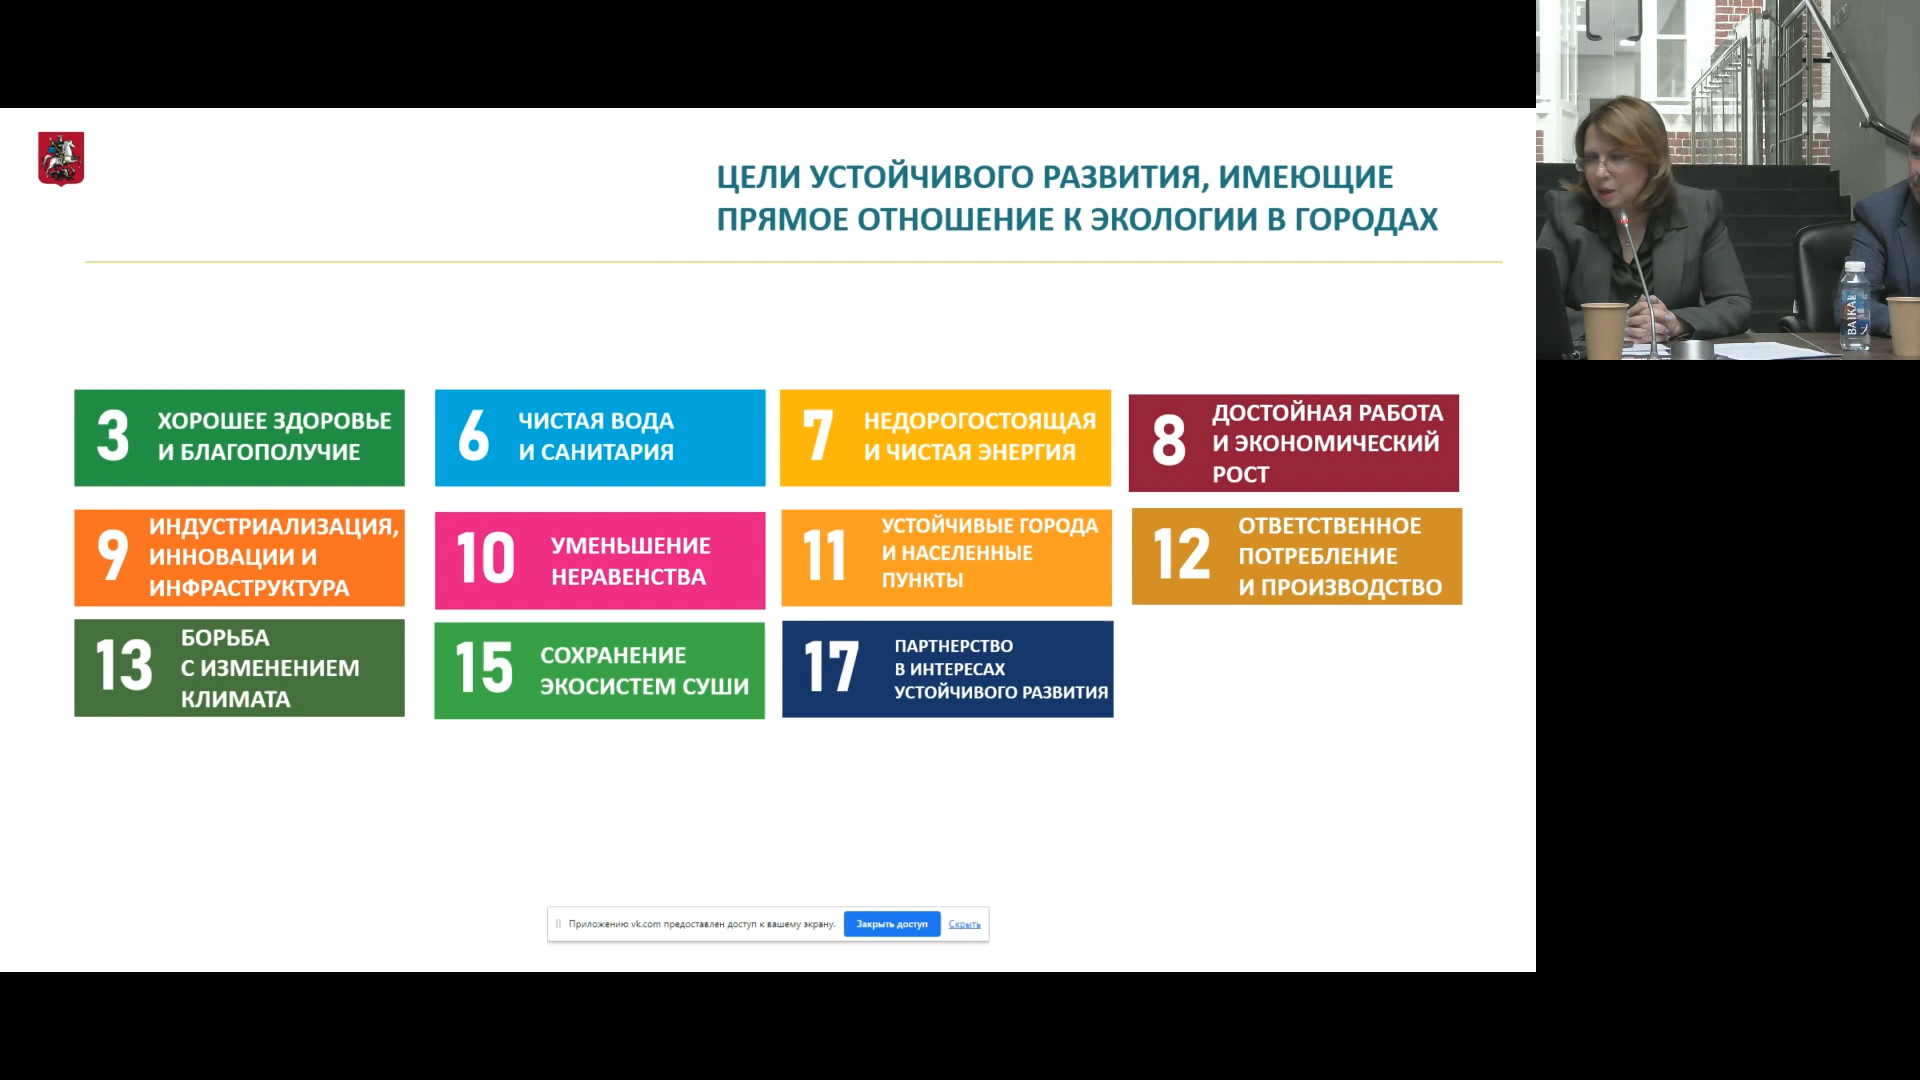 ЦЕЛИ УСТОЙЧИВОГО РАЗВИТИЯ, ИМЕЮЩИЕ
ПРЯМОЕ ОТНОШЕНИЕ К ЭКОЛОГИИ В ГОРОДАХ
3
ХОРОШЕЕ ЗДОРОВЬЕ
И БЛАГОПОЛУЧИЕ
6
ЧИСТАЯ ВОДА
И САНИТАРИЯ
7
НЕДОРОГОСТОЯЩАЯ
И ЧИСТАЯ ЭНЕРГИЯ
8
ДОСТОЙНАЯ РАБОТА
И ЭКОНОМИЧЕСКИЙ
РОСТ
9
ИНДУСТРИАЛИЗАЦИЯ,
ИННОВАЦИИ И
ИНФРАСТРУКТУРА
10
УМЕНЬШЕНИЕ
НЕРАВЕНСТВА
11
УСТОЙЧИВЫЕ ГОРОДА
И НАСЕЛЕННЫЕ
ПУНКТЫ
12
ОТВЕТСТВЕННОЕ
ПОТРЕБЛЕНИЕ
И ПРОИЗВОДСТВО
13
БОРЬБА
С ИЗМЕНЕНИЕМ
КЛИМАТА
15
СОХРАНЕНИЕ
ЭКОСИСТЕМ СУШИ
17
ПАРТНЕРСТВО
В ИНТЕРЕСАХ
УСТОЙЧИВОГО РАЗВИТИЯ
Приложению vk.com предоставлен доступ к вашему экрану.
Закрыть доступ
Скрыть
BAIKAL